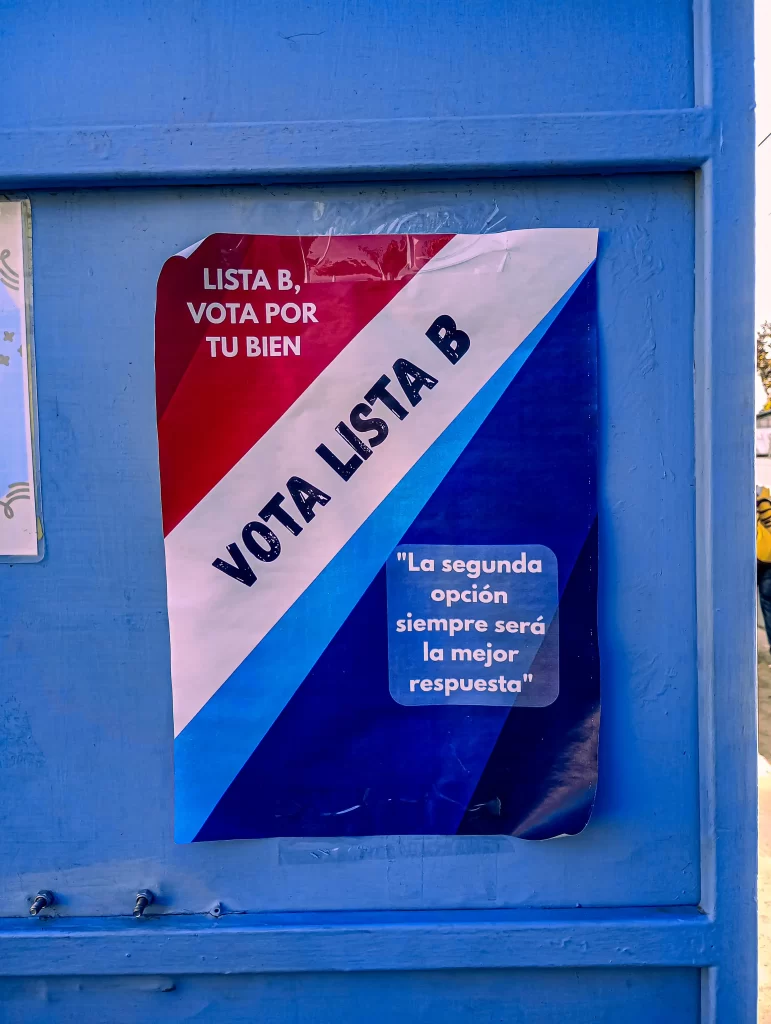 LISTA B,
VOTA POR
TU BIEN
VOTA LISTA B
"La segunda
opción
siempre será
la mejor
respuesta"